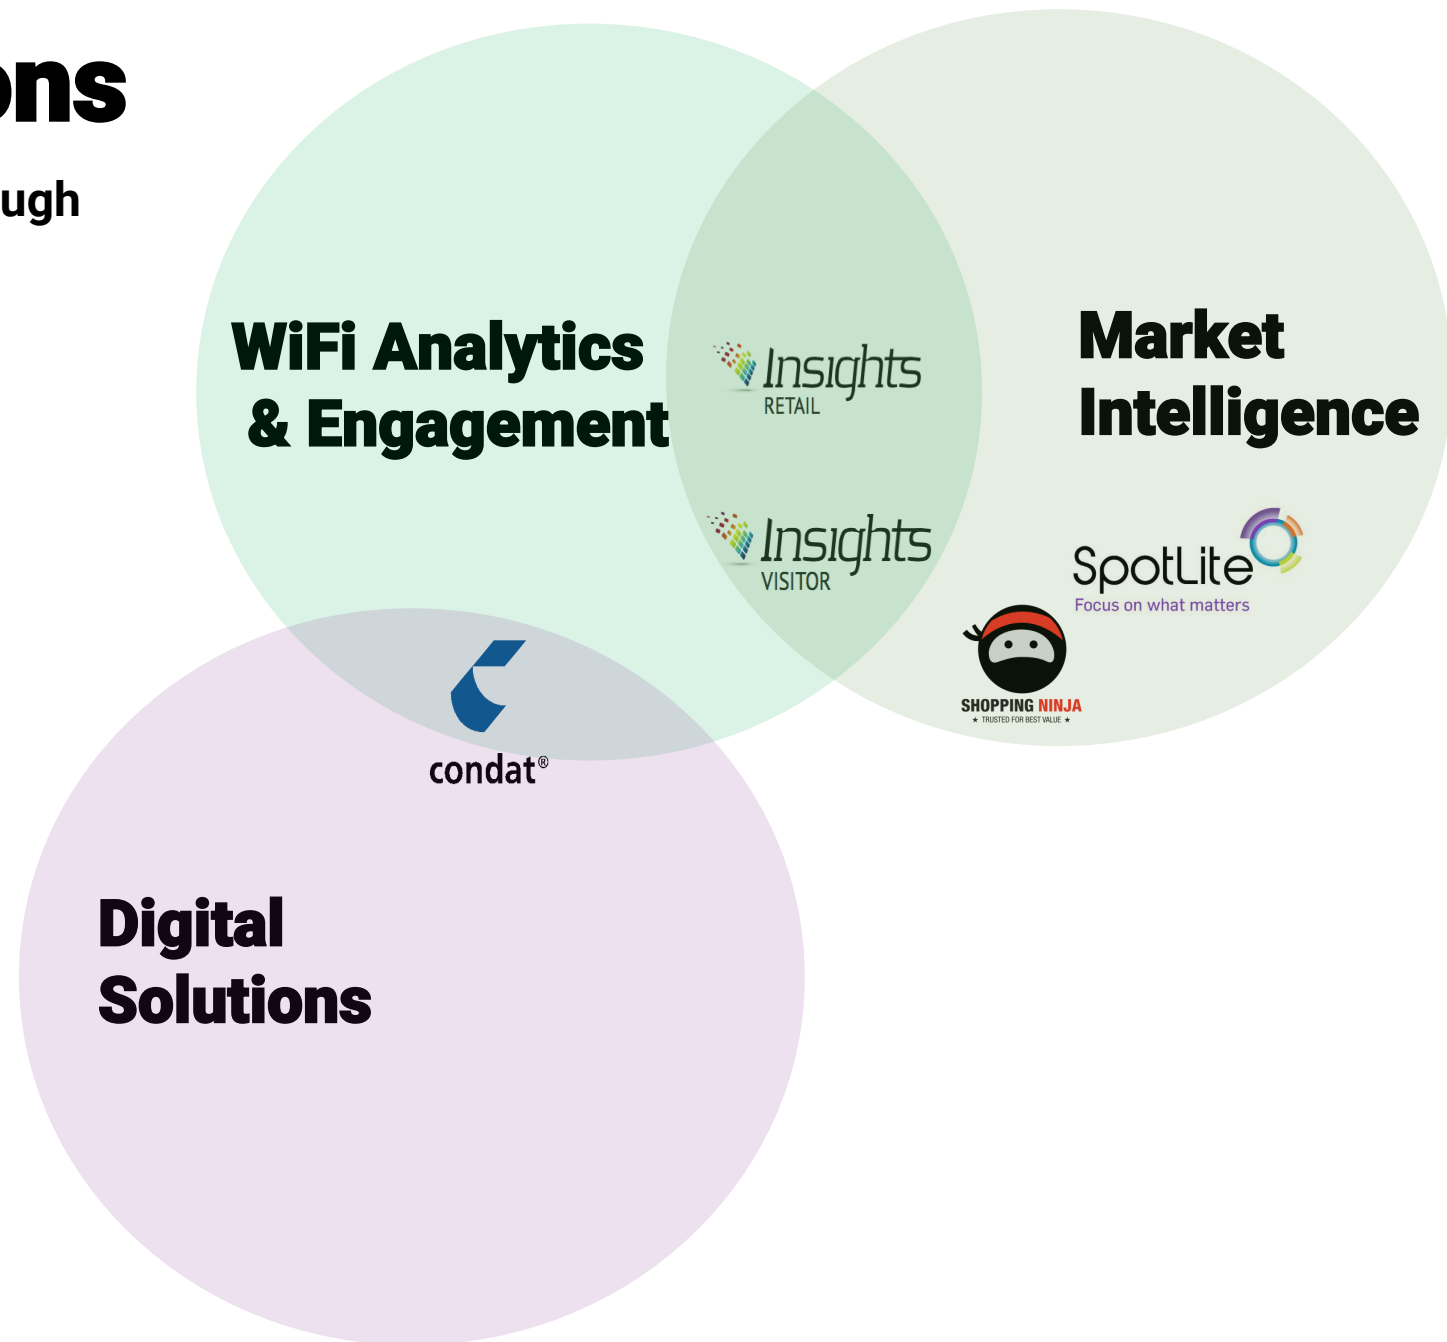 ons
ugh
WiFi Analytics
& Engagement
Market
Intelligence
Insights
RETAIL
Insights
VISITOR
SpotLite
Focus on what matters
SHOPPING NINJA
★ TRUSTED FOR BEST VALUE ★
condat®
Digital
Solutions